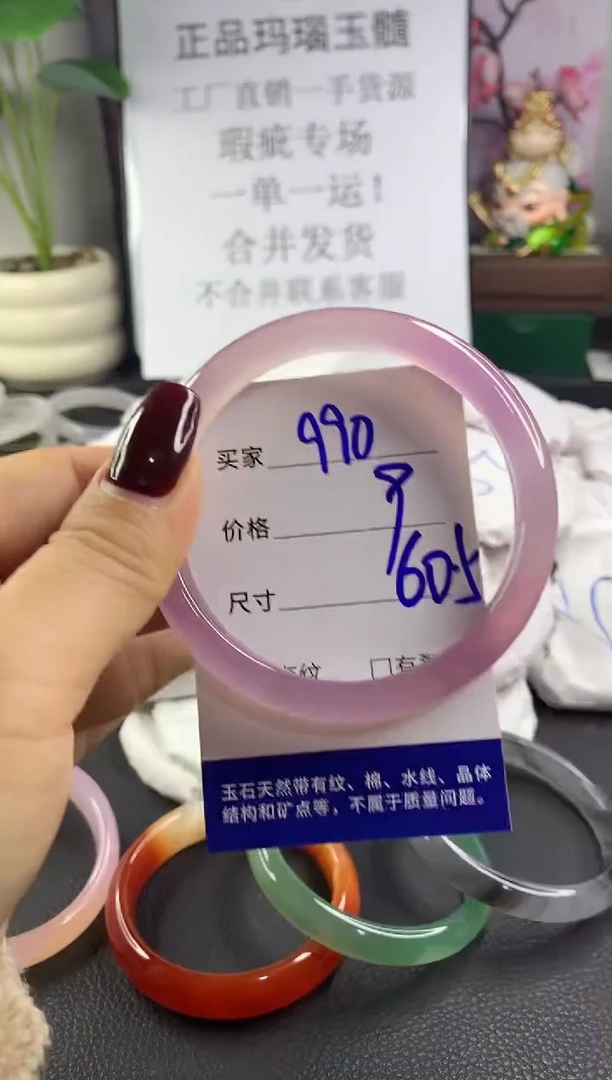 正品玛瑙玉髓
工厂直销一手货源
瑕疵专场
一单一运!
合并发货
不合并联系客服
买家 990
价格
尺寸 605
纹 □有
玉石天然带有纹、棉、水线、晶体
结构和矿点等，不属于质量问题。